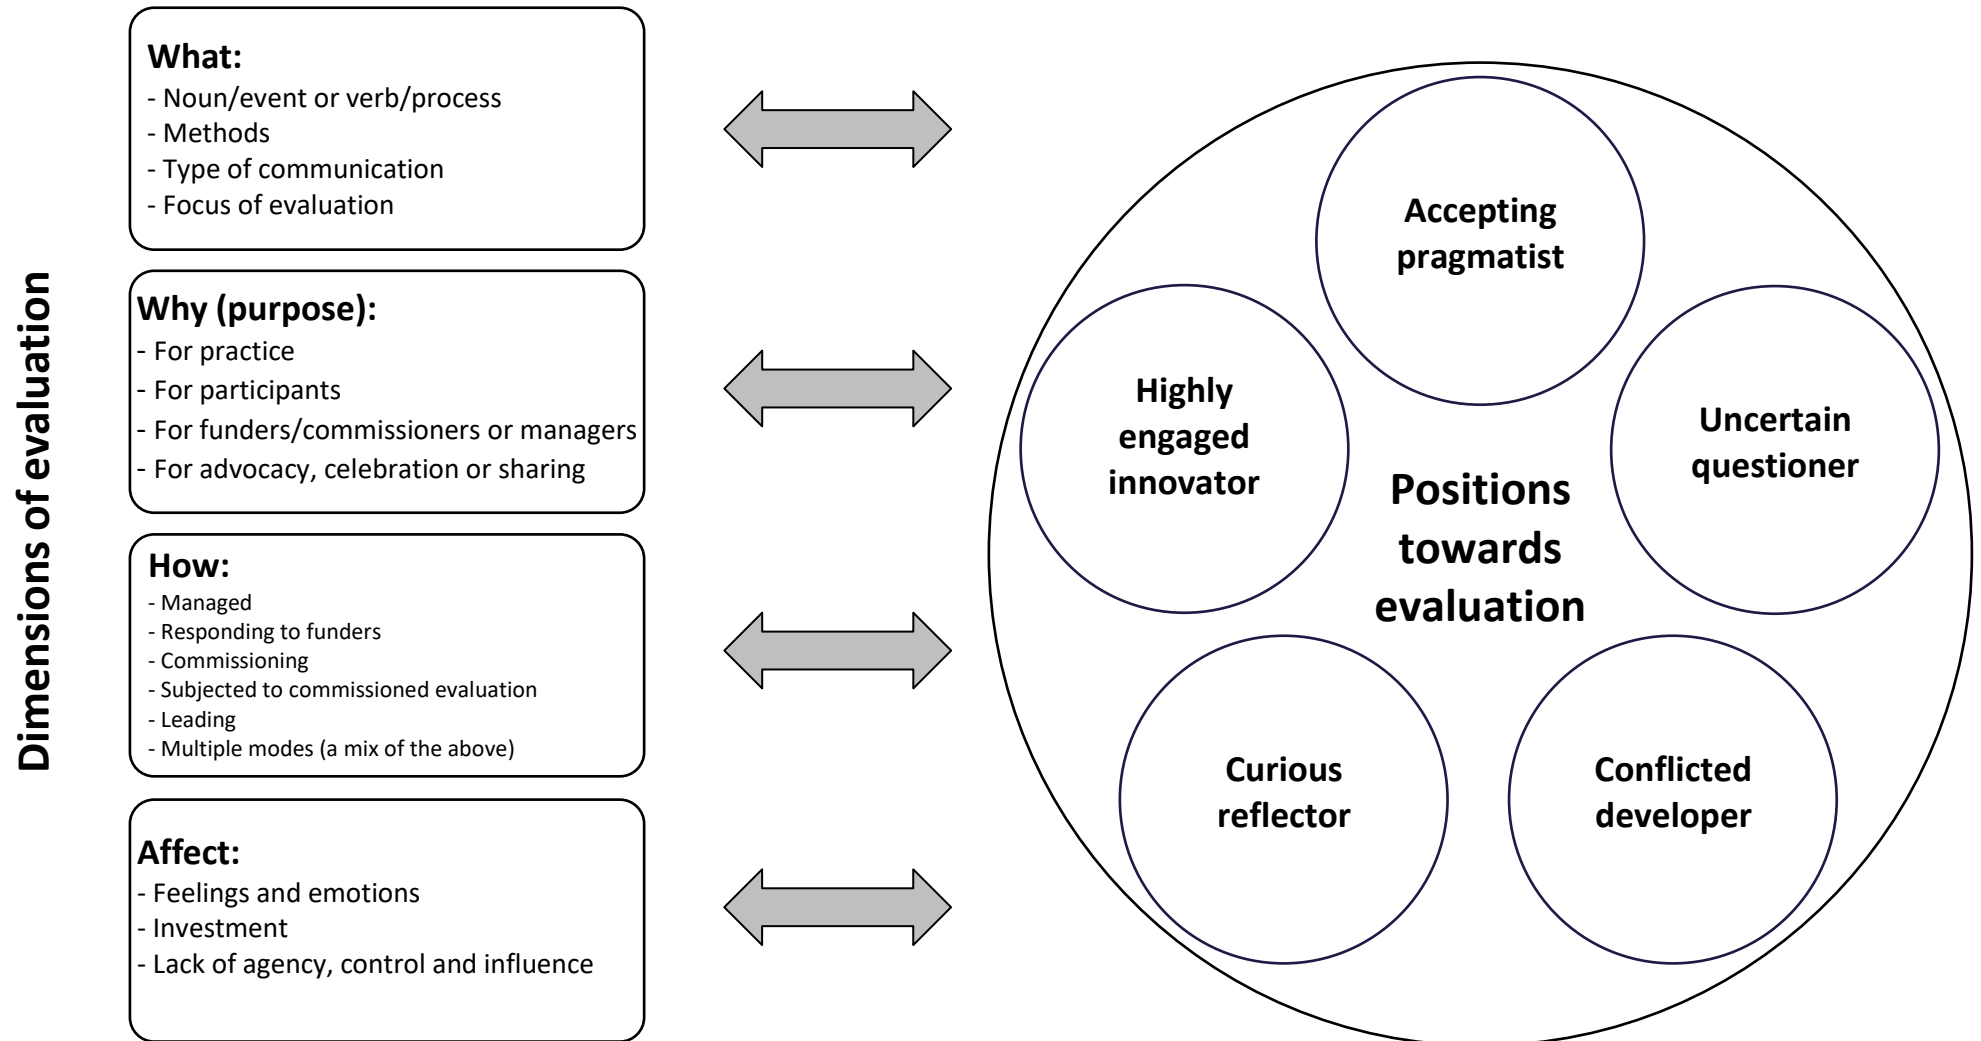 Dimensions of evaluation
What:
- Noun/event or verb/process
- Methods
- Type of communication
- Focus of evaluation
Why (purpose):
- For practice
- For participants
- For funders/commissioners or managers
- For advocacy, celebration or sharing
How:
- Managed
- Responding to funders
- Commissioning
- Subjected to commissioned evaluation
- Leading
- Multiple modes (a mix of the above)
Affect:
- Feelings and emotions
- Investment
- Lack of agency, control and influence
Positions
towards
evaluation
Accepting
pragmatist
Highly
engaged
innovator
Uncertain
questioner
Curious
reflector
Conflicted
developer